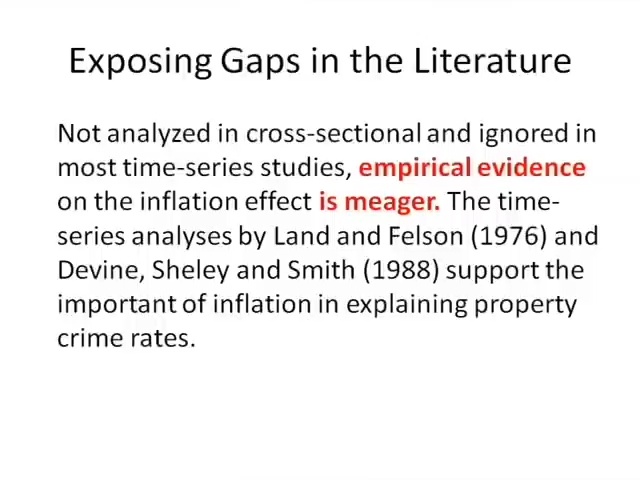 Exposing Gaps in the Literature
Not analyzed in cross-sectional and ignored in
most time-series studies, empirical evidence
on the inflation effect is meager. The time-
series analyses by Land and Felson (1976) and
Devine, Sheley and Smith (1988) support the
important of inflation in explaining property
crime rates.